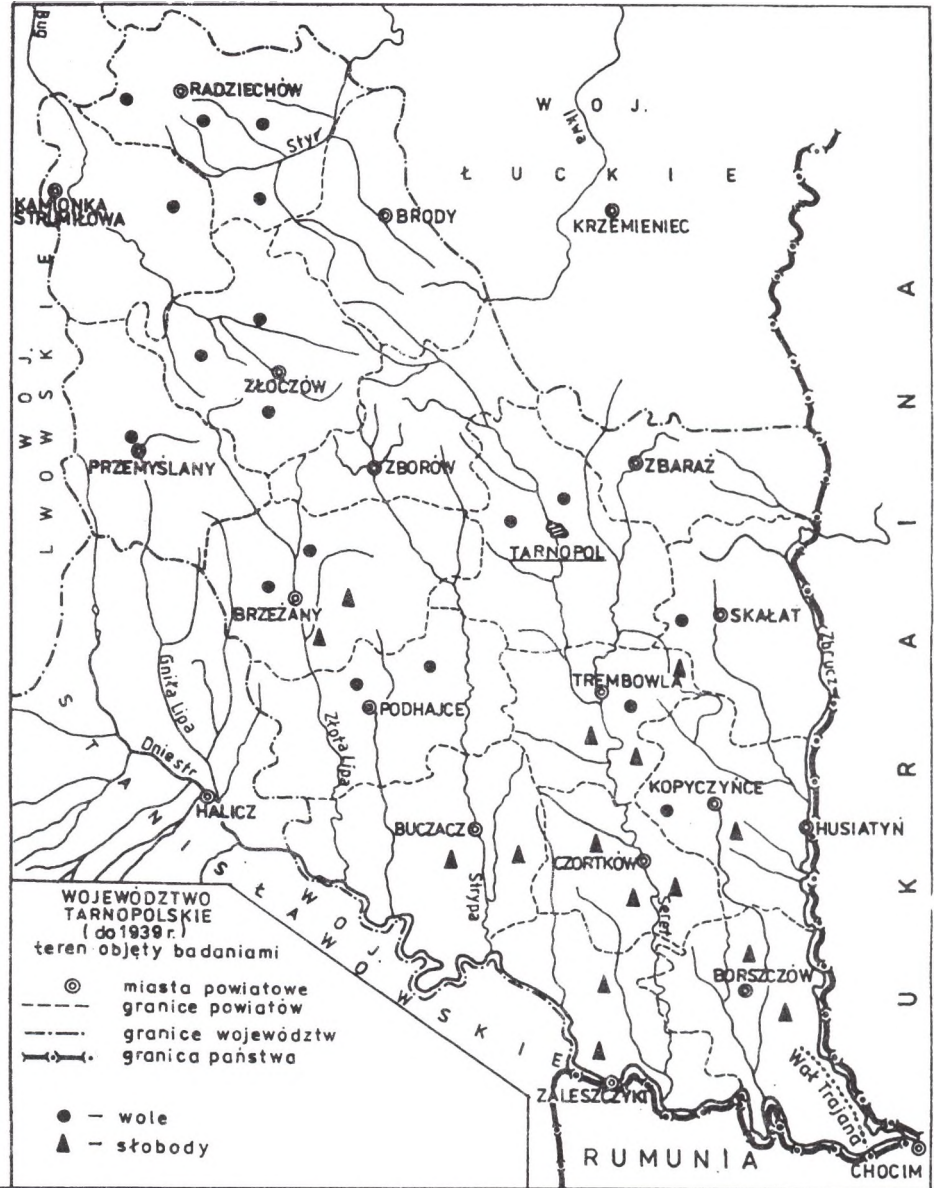 Bug
RADZIECHÓW
Styr
W O J.
Ikwa
Ł U C K I E
KAMIONKA
STRUMIŁOWA
BRODY
KRZEMIENIEC
W O J.
L W O W S K I E
ZŁOCZÓW
PRZEMYŚLANY
ZBORÓW
ZBARAŻ
TARNOPOL
U K R A I N A
BRZEŻANY
SKAŁAT
Zbrucz
Gniła Lipa
TREMBOWLA
PODHAJCE
Złota Lipa
Dniestr
HALICZ
KOPYCZYŃCE
BUCZACZ
HUSIATYŃ
CZORTKÓW
Strypa
Seret
W O J.
S T A N I S Ł A W O W S K I E
BORSZCZÓW
ZALESZCZYKI
Wał Trajana
RUMUNIA
CHOCIM
WOJEWÓDZTWO
TARNOPOLSKIE
(do 1939 r.)
teren objęty badaniami
miasta powiatowe
granice powiatów
granice województw
granica państwa
– wole
– słobody